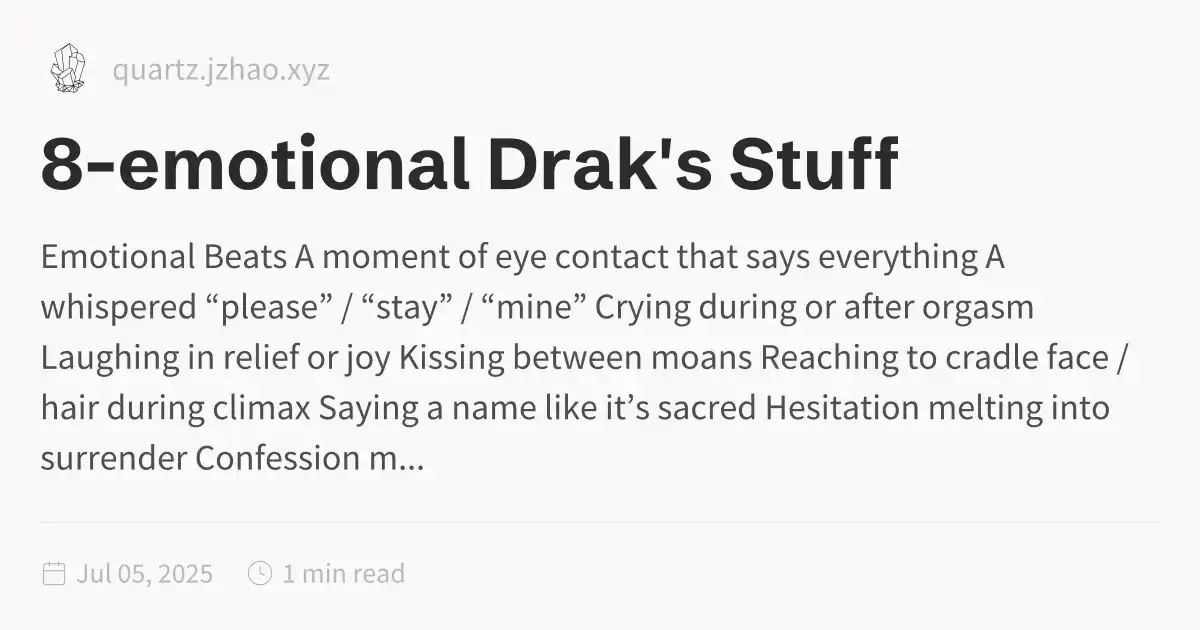 quartz.jzhao.xyz
8-emotional Drak's Stuff
Emotional Beats A moment of eye contact that says everything A
whispered “please” / “stay” / “mine” Crying during or after orgasm
Laughing in relief or joy Kissing between moans Reaching to cradle face /
hair during climax Saying a name like it’s sacred Hesitation melting into
surrender Confession m...
Jul 05, 2025 1 min read